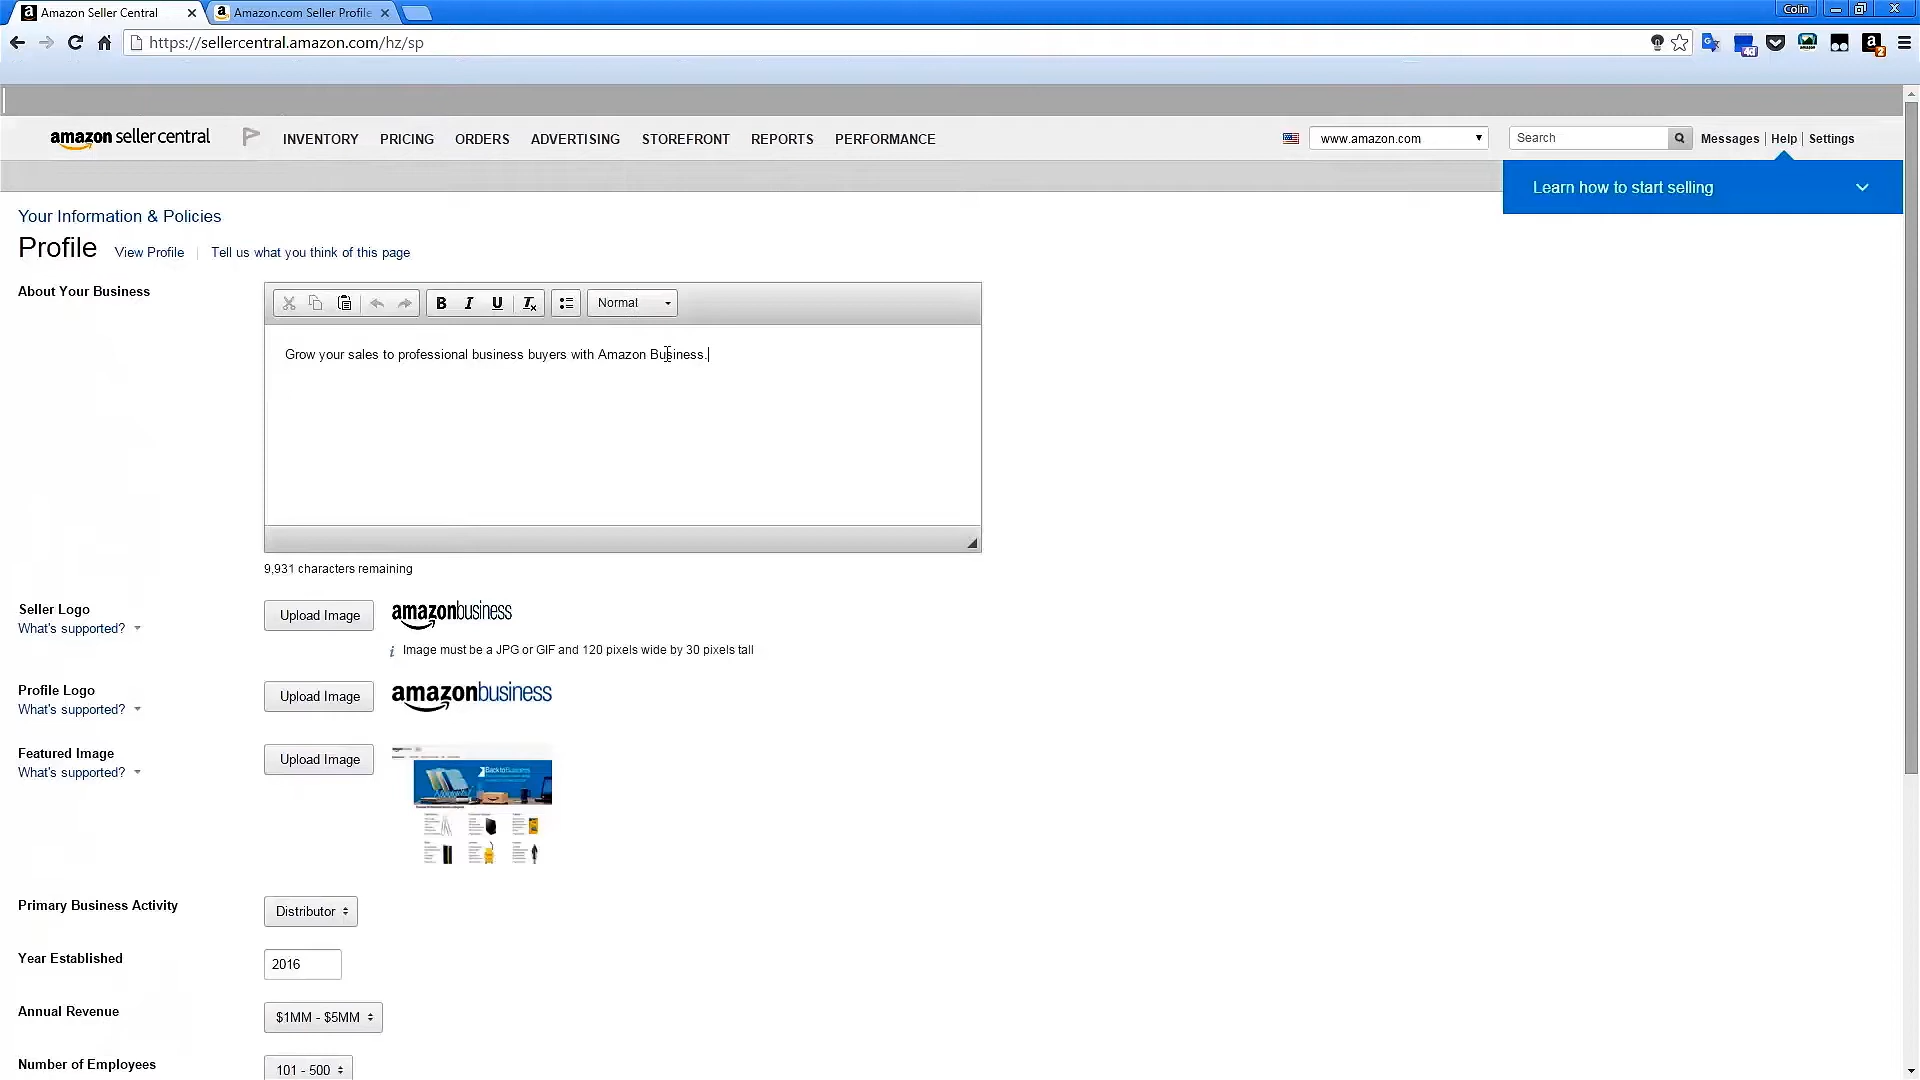 Amazon Seller Central
Amazon.com Seller Profile
Colin
https://sellercentral.amazon.com/hz/sp
amazon seller central
INVENTORY PRICING ORDERS ADVERTISING STOREFRONT REPORTS PERFORMANCE
www.amazon.com
Search
Messages | Help | Settings
Learn how to start selling
Your Information & Policies
Profile View Profile | Tell us what you think of this page
About Your Business
B I U Tx Normal
Grow your sales to professional business buyers with Amazon Business.
9,931 characters remaining
Seller Logo
What's supported?
Upload Image
amazonbusiness
i Image must be a JPG or GIF and 120 pixels wide by 30 pixels tall
Profile Logo
What's supported?
Upload Image
amazonbusiness
Featured Image
What's supported?
Upload Image
Back to Business
Primary Business Activity
Distributor
Year Established
2016
Annual Revenue
$1MM - $5MM
Number of Employees
101 - 500